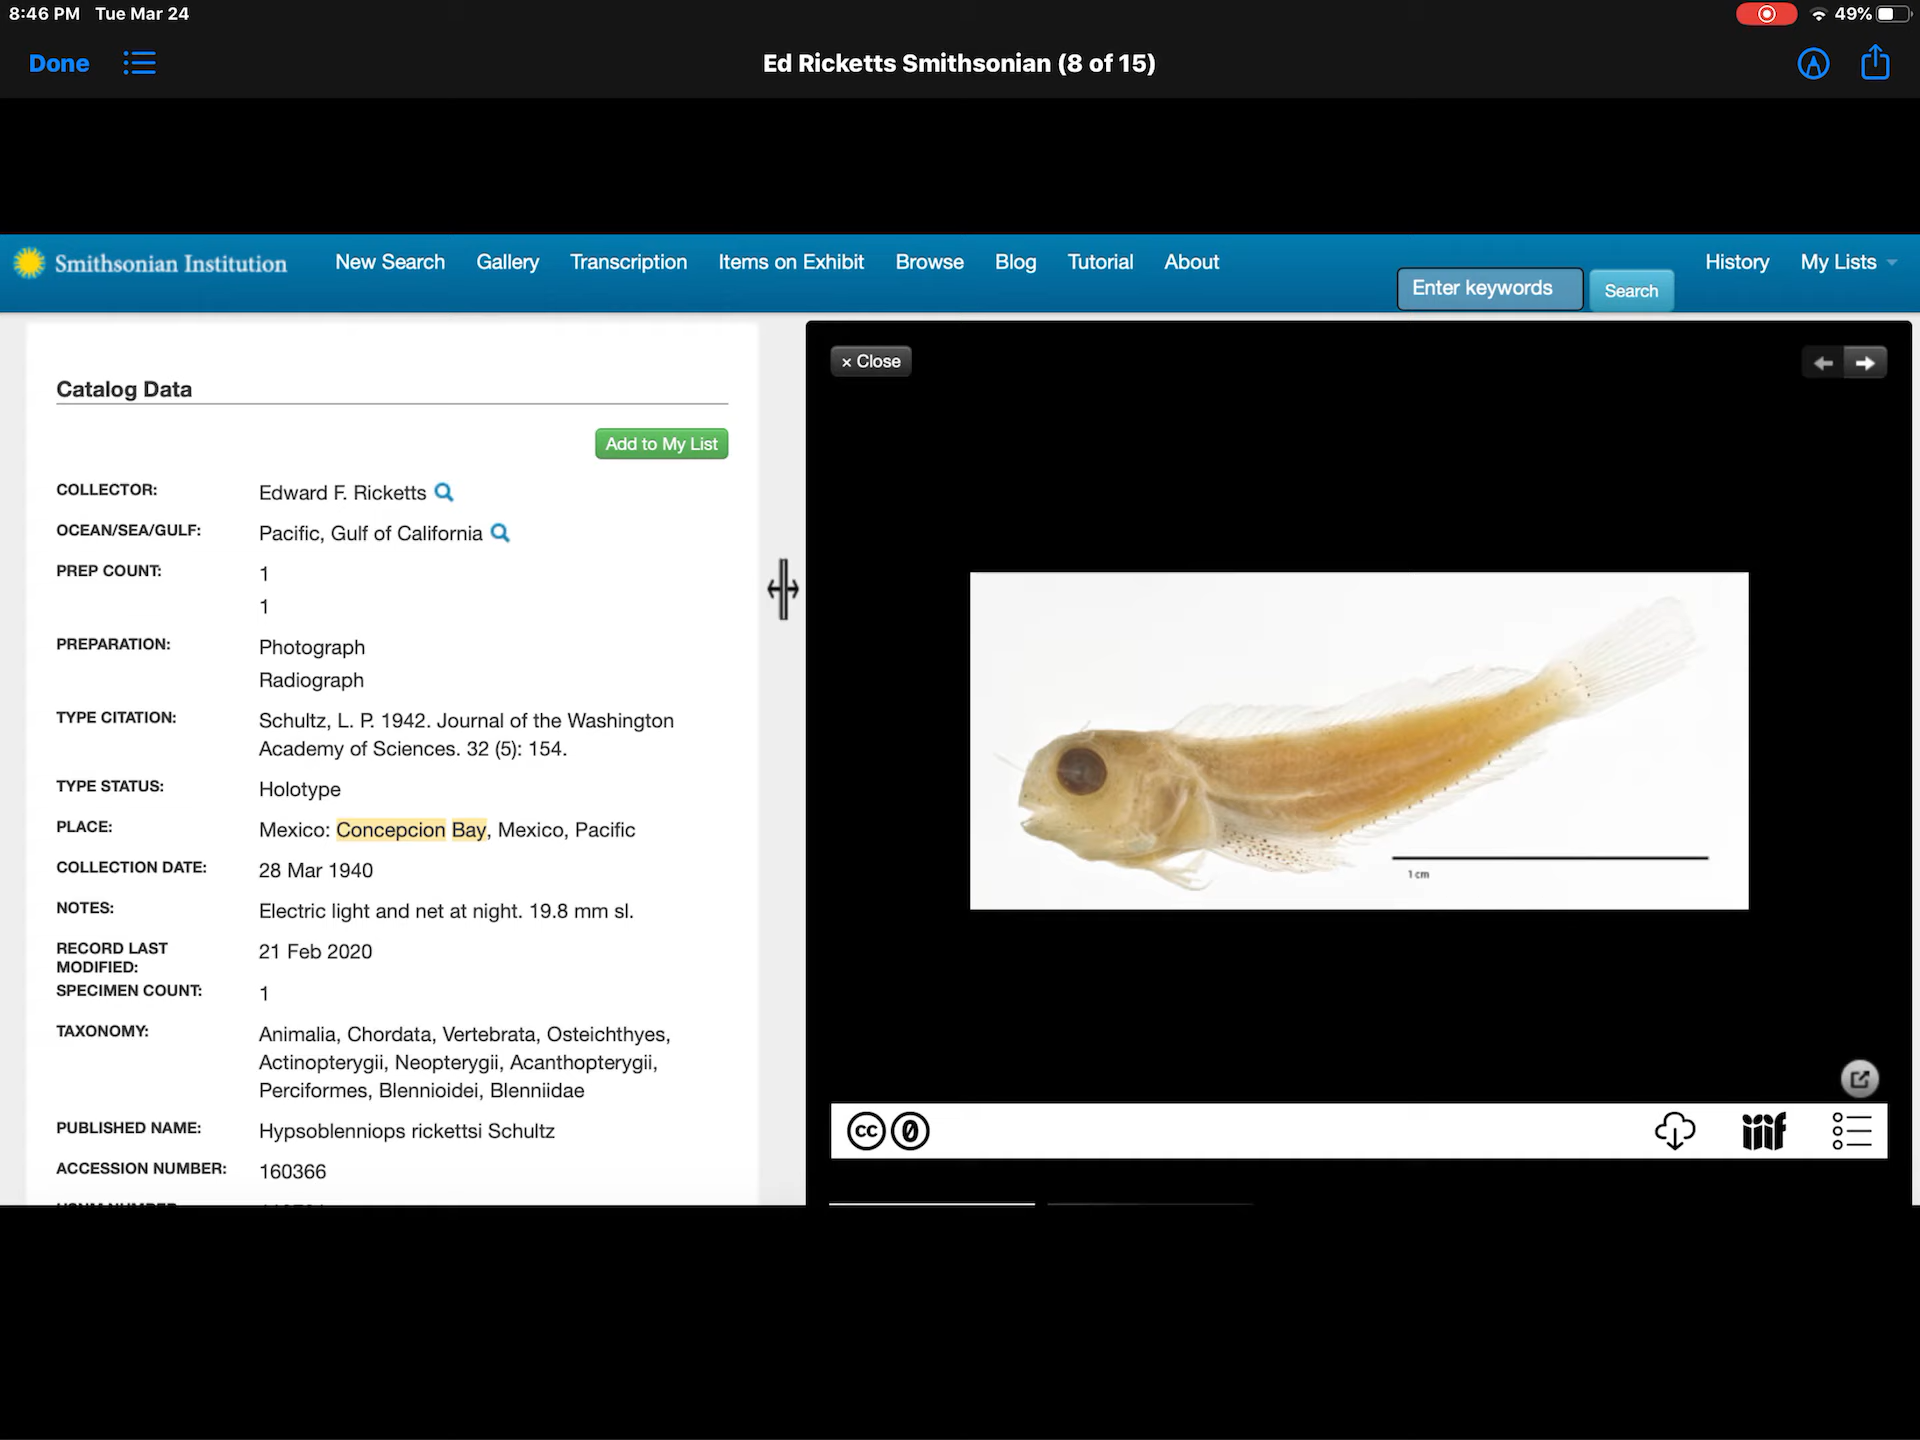 8:46 PM Tue Mar 24
49%
Done
Ed Ricketts Smithsonian (8 of 15)
Smithsonian Institution
New Search Gallery Transcription Items on Exhibit Browse Blog Tutorial About
Enter keywords
Search
History My Lists
× Close
Catalog Data
Add to My List
COLLECTOR: Edward F. Ricketts
OCEAN/SEA/GULF: Pacific, Gulf of California
PREP COUNT: 1
1
PREPARATION: Photograph
Radiograph
TYPE CITATION: Schultz, L. P. 1942. Journal of the Washington
Academy of Sciences. 32 (5): 154.
TYPE STATUS: Holotype
PLACE: Mexico: Concepcion Bay, Mexico, Pacific
COLLECTION DATE: 28 Mar 1940
NOTES: Electric light and net at night. 19.8 mm sl.
RECORD LAST
MODIFIED: 21 Feb 2020
SPECIMEN COUNT: 1
TAXONOMY: Animalia, Chordata, Vertebrata, Osteichthyes,
Actinopterygii, Neopterygii, Acanthopterygii,
Perciformes, Blennioidei, Blenniidae
PUBLISHED NAME: Hypsoblenniops rickettsi Schultz
ACCESSION NUMBER: 160366
1 cm
cc 0
iiif